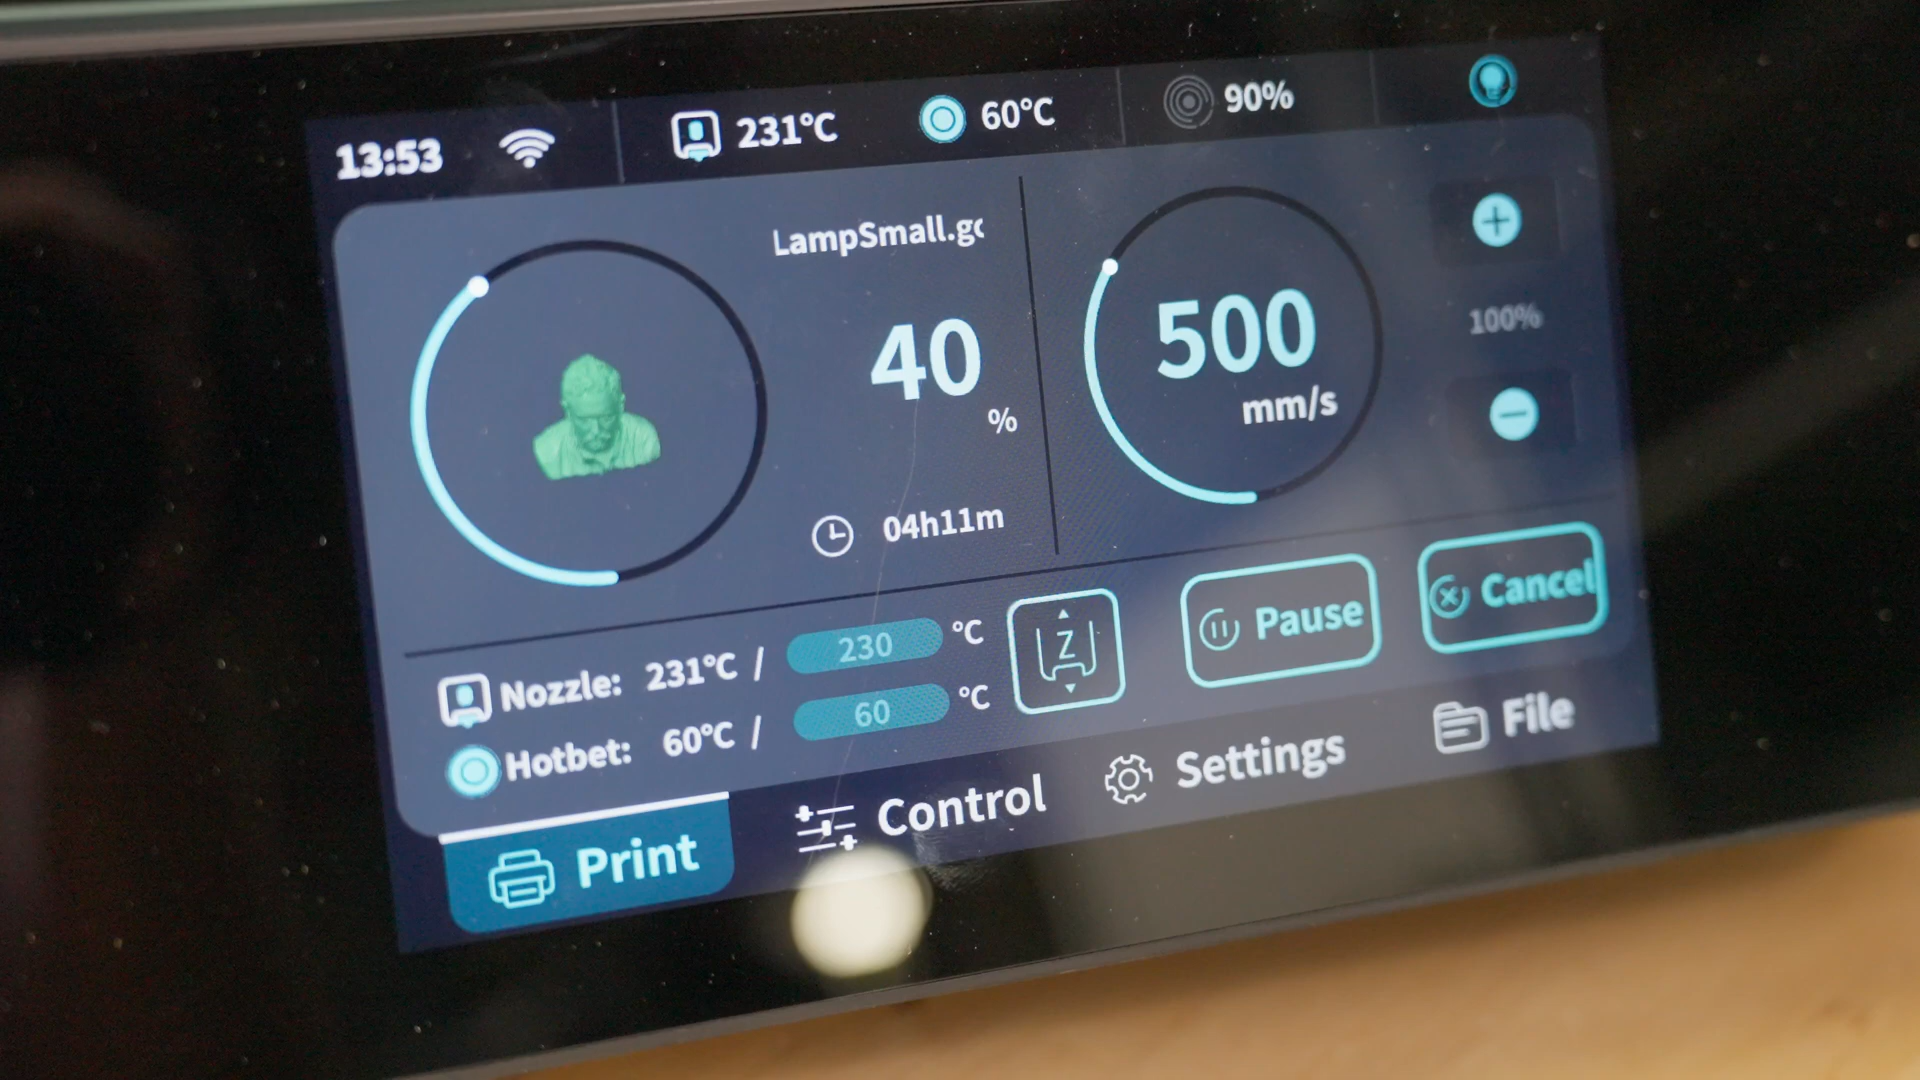 13:53 231°C 60°C 90%
LampSmall.gc
40
%
04h11m
500
mm/s
100%
Nozzle: 231°C / 230 °C
Hotbet: 60°C / 60 °C
Z
Pause
Cancel
Print
Control
Settings
File